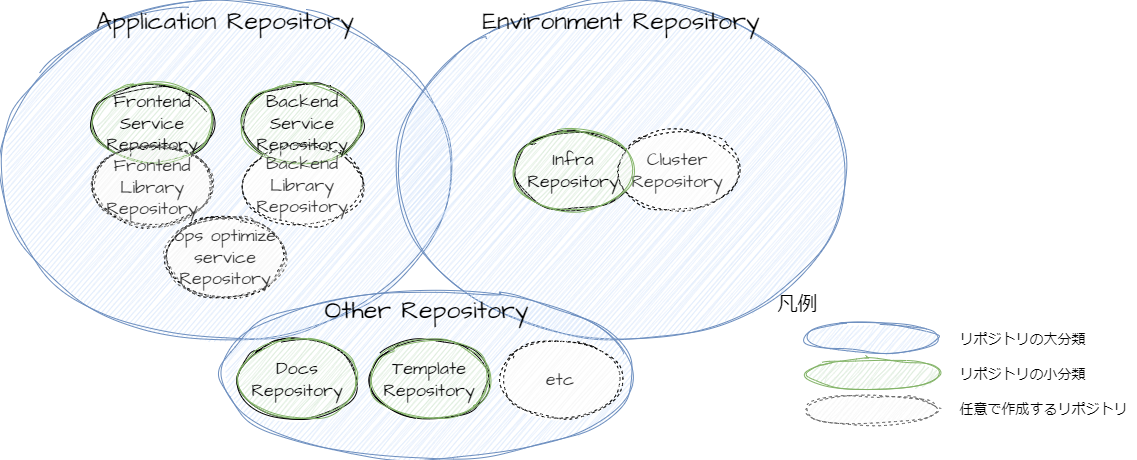 Application Repository
Environment Repository
Frontend
Service
Repository
Backend
Service
Repository
Frontend
Library
Repository
Backend
Library
Repository
ops optimize
service
Repository
Infra
Repository
Cluster
Repository
Other Repository
Docs
Repository
Template
Repository
etc
凡例
リポジトリの大分類
リポジトリの小分類
任意で作成するリポジトリ